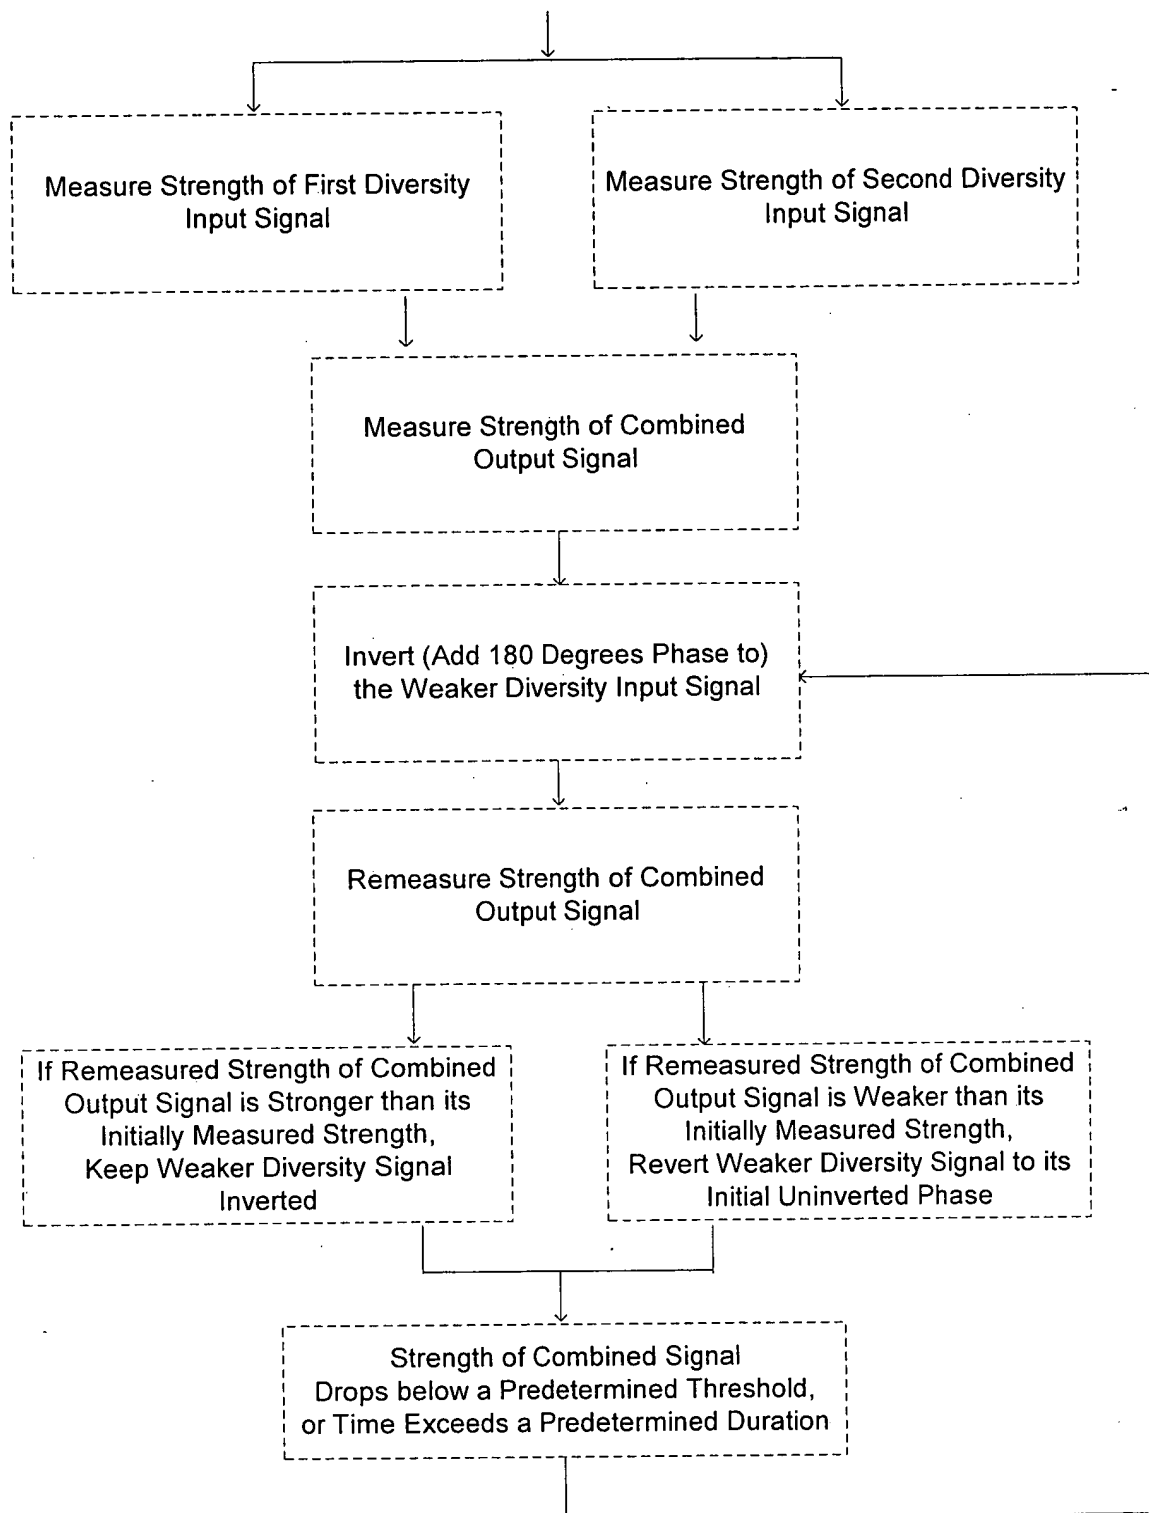 Measure Strength of First Diversity
Input Signal
Measure Strength of Second Diversity
Input Signal
Measure Strength of Combined
Output Signal
Invert (Add 180 Degrees Phase to)
the Weaker Diversity Input Signal
Remeasure Strength of Combined
Output Signal
If Remeasured Strength of Combined
Output Signal is Stronger than its
Initially Measured Strength,
Keep Weaker Diversity Signal
Inverted
If Remeasured Strength of Combined
Output Signal is Weaker than its
Initially Measured Strength,
Revert Weaker Diversity Signal to its
Initial Uninverted Phase
Strength of Combined Signal
Drops below a Predetermined Threshold,
or Time Exceeds a Predetermined Duration